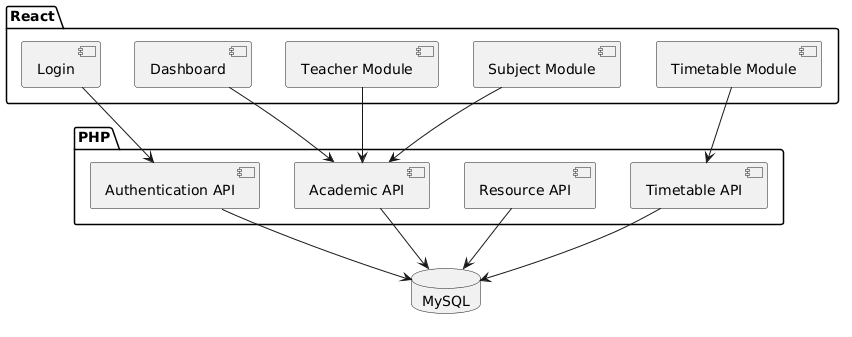 React
Login
Dashboard
Teacher Module
Subject Module
Timetable Module
PHP
Authentication API
Academic API
Resource API
Timetable API
MySQL